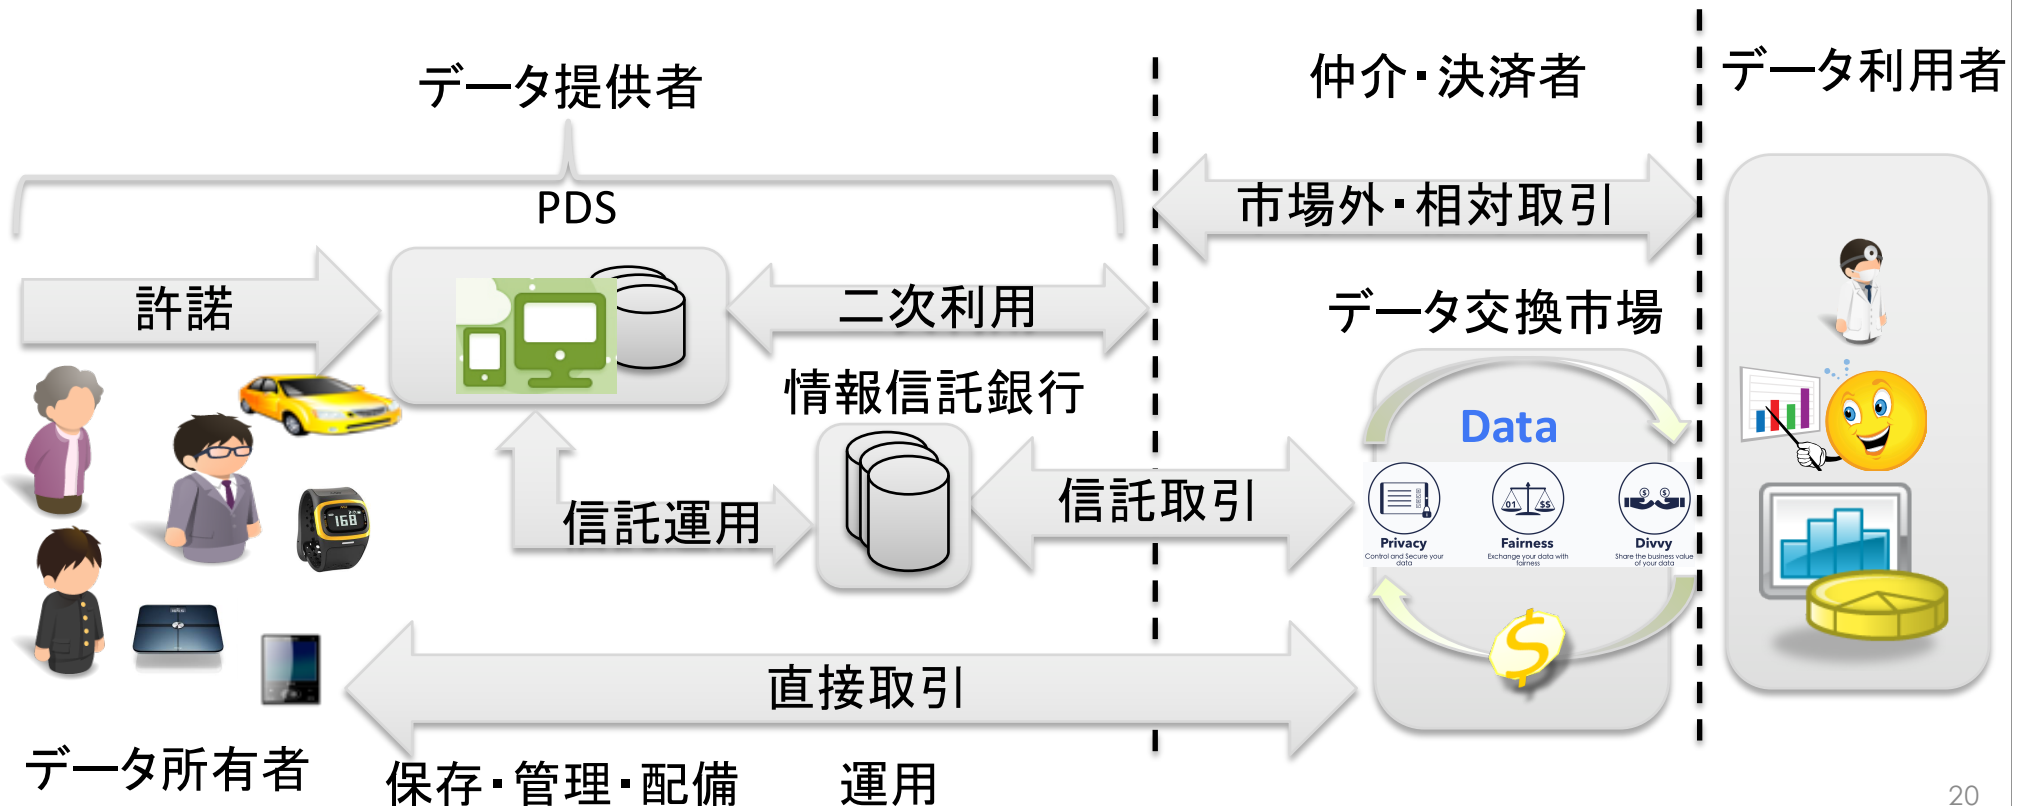 データ提供者
仲介・決済者
データ利用者
PDS
市場外・相対取引
許諾
二次利用
データ交換市場
情報信託銀行
Data
168
信託運用
信託取引
01
$$
$ $
Privacy
Control and Secure your
data
Fairness
Exchange your data with
fairness
Divvy
Share the business value
of your data
$
直接取引
データ所有者
保存・管理・配備
運用
20